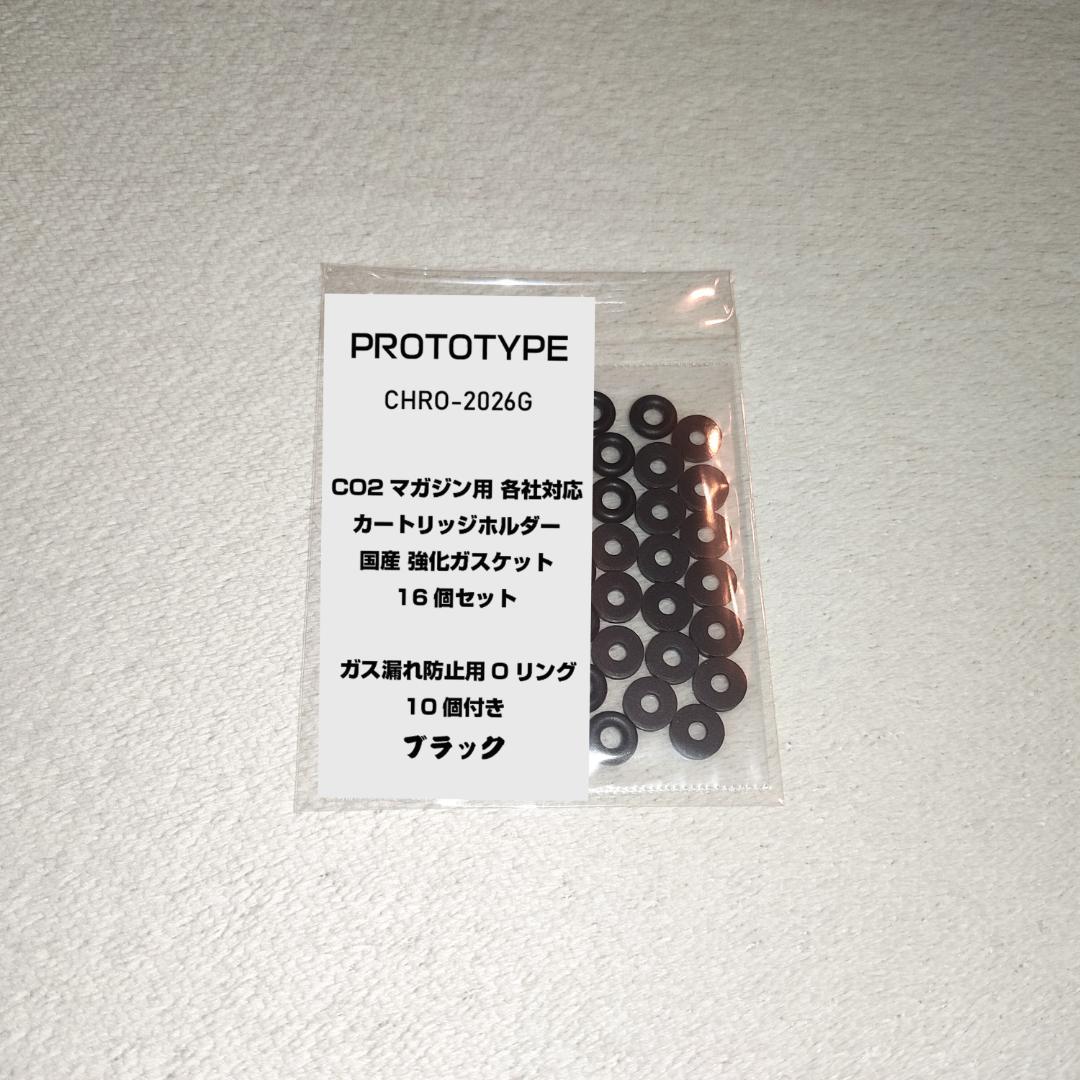 PROTOTYPE
CHRO-2026G
CO2 マガジン用 各社対応
カートリッジホルダー
国産 強化ガスケット
16 個セット
ガス漏れ防止用 O リング
10 個付き
ブラック